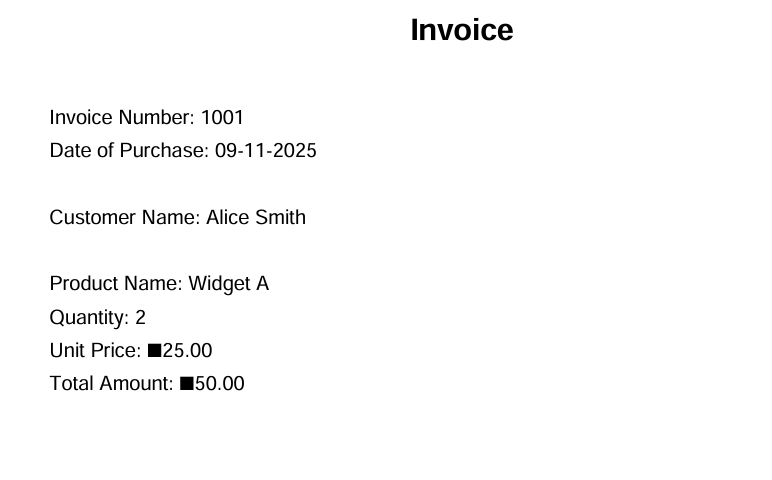 Invoice
Invoice Number: 1001
Date of Purchase: 09-11-2025
Customer Name: Alice Smith
Product Name: Widget A
Quantity: 2
Unit Price: ■25.00
Total Amount: ■50.00